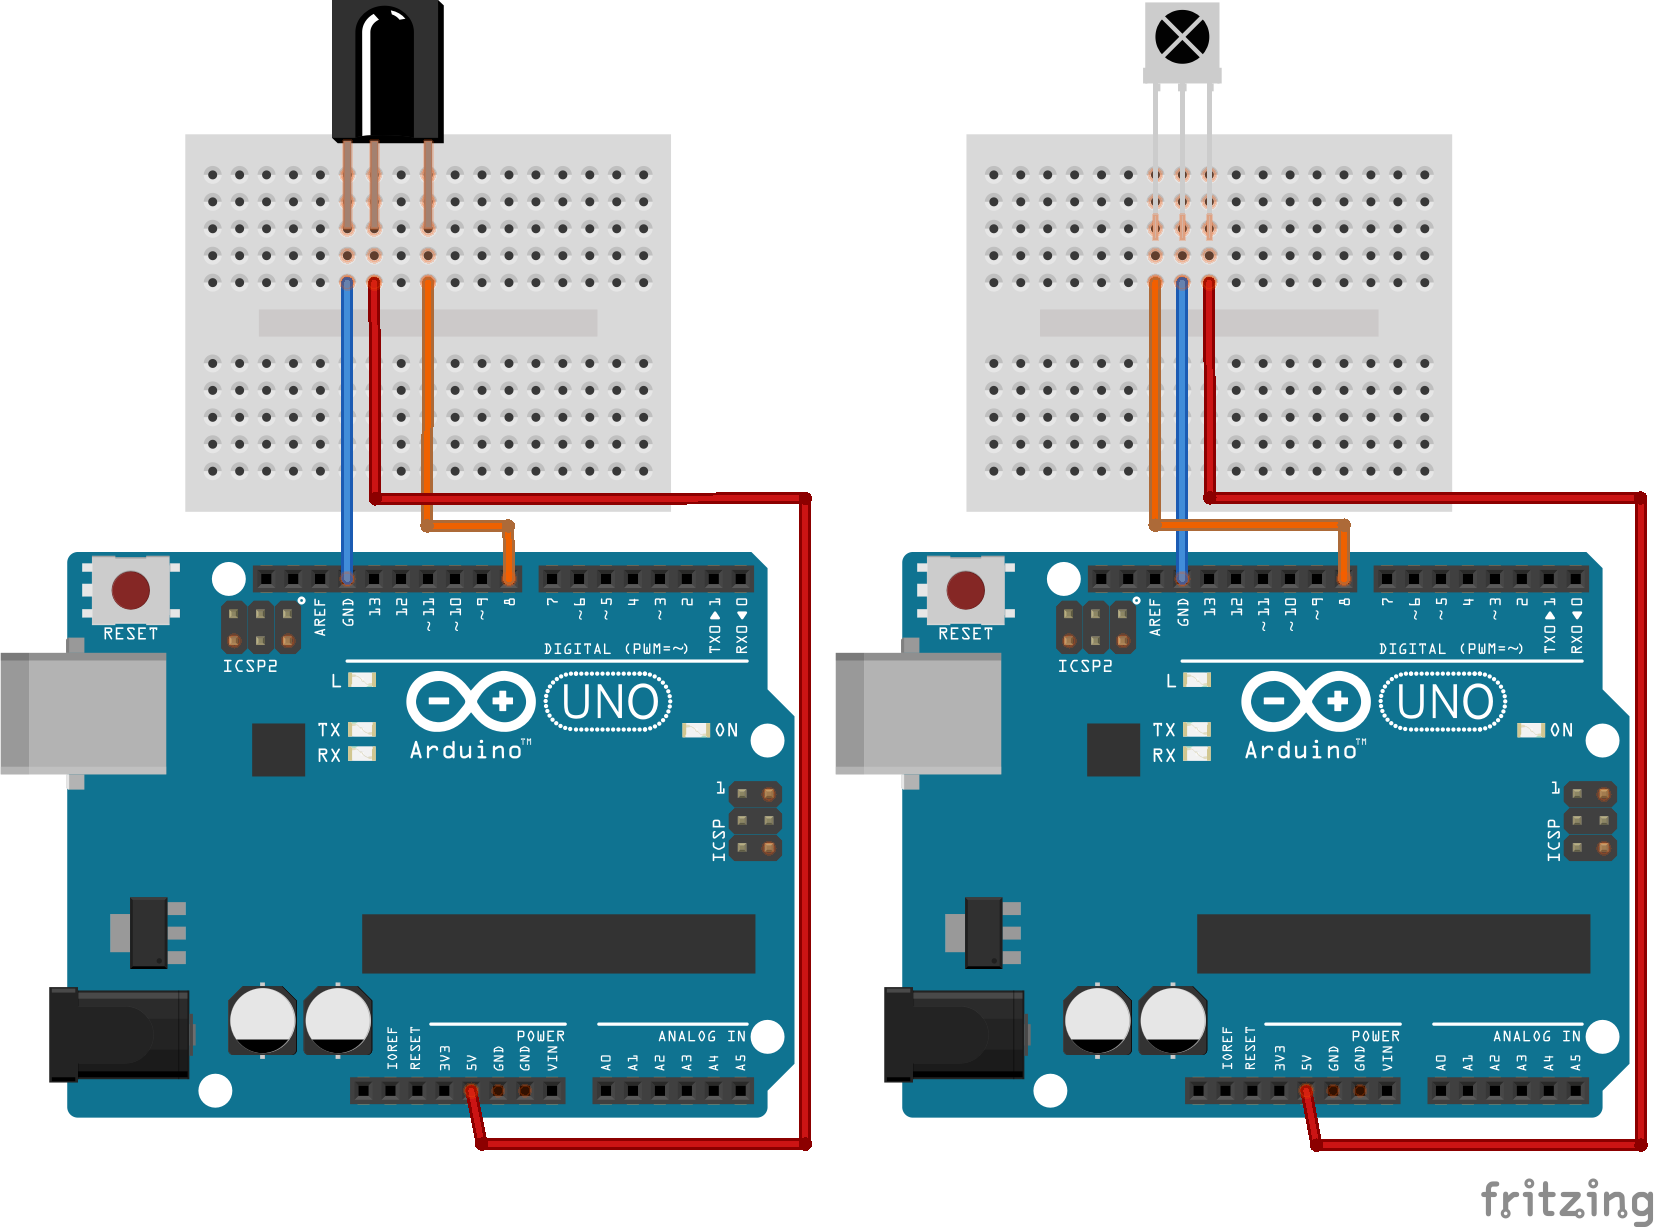 RESET
ICSP2
AREF
GND
13
12
~11
~10
~9
8
7
~6
~5
4
~3
2
TX0▶1
RX0◀0
DIGITAL (PWM=~)
L
TX
RX
UNO
ON
Arduino™
1
ICSP
IOREF
RESET
3V3
5V
GND
GND
VIN
POWER
ANALOG IN
A0
A1
A2
A3
A4
A5
RESET
ICSP2
AREF
GND
13
12
~11
~10
~9
8
7
~6
~5
4
~3
2
TX0▶1
RX0◀0
DIGITAL (PWM=~)
L
TX
RX
UNO
ON
Arduino™
1
ICSP
IOREF
RESET
3V3
5V
GND
GND
VIN
POWER
ANALOG IN
A0
A1
A2
A3
A4
A5
fritzing